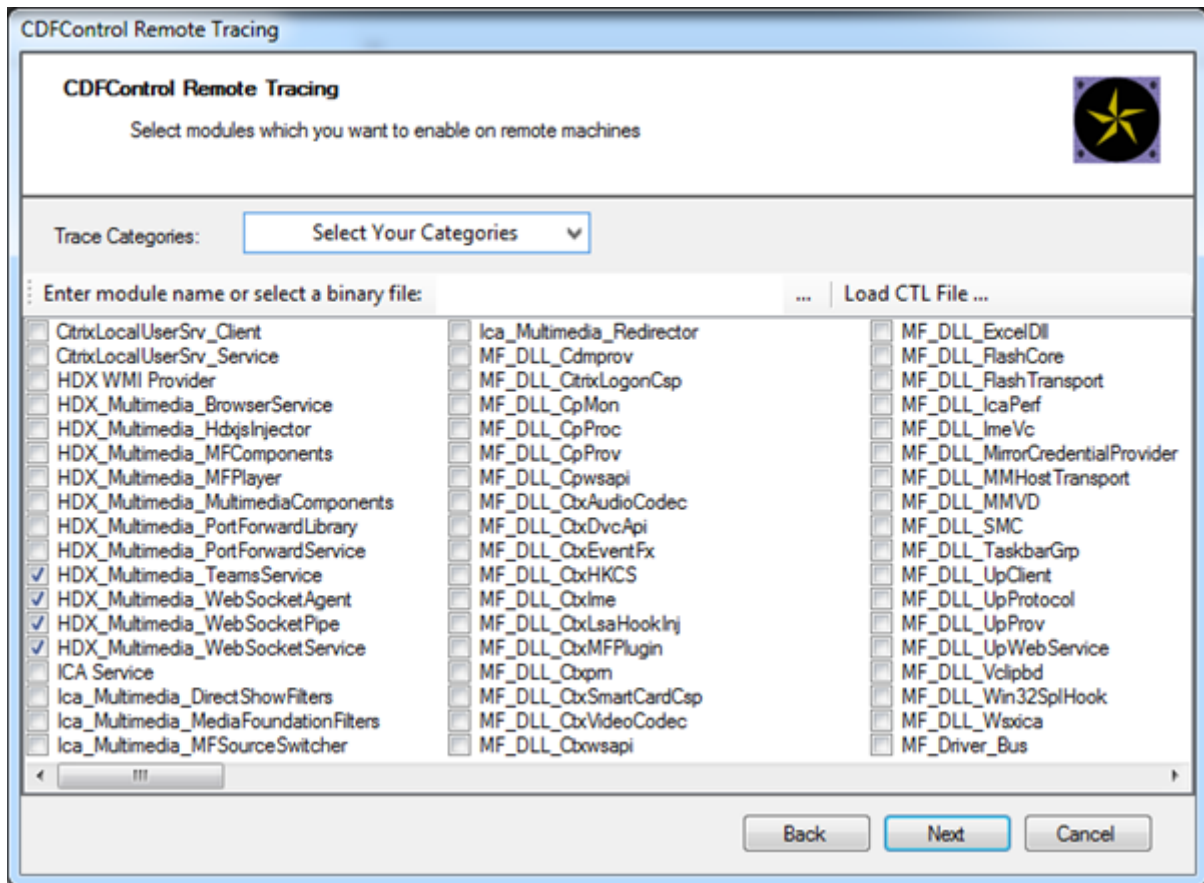 CDFControl Remote Tracing
CDFControl Remote Tracing
Select modules which you want to enable on remote machines
Trace Categories:
Select Your Categories
Enter module name or select a binary file:
...
Load CTL File ...
CitrixLocalUserSrv_Client
CitrixLocalUserSrv_Service
HDX WMI Provider
HDX_Multimedia_BrowserService
HDX_Multimedia_HdxjsInjector
HDX_Multimedia_MFComponents
HDX_Multimedia_MFPlayer
HDX_Multimedia_MultimediaComponents
HDX_Multimedia_PortForwardLibrary
HDX_Multimedia_PortForwardService
HDX_Multimedia_TeamsService
HDX_Multimedia_WebSocketAgent
HDX_Multimedia_WebSocketPipe
HDX_Multimedia_WebSocketService
ICA Service
Ica_Multimedia_DirectShowFilters
Ica_Multimedia_MediaFoundationFilters
Ica_Multimedia_MFSourceSwitcher
Ica_Multimedia_Redirector
MF_DLL_Cdmprov
MF_DLL_CitrixLogonCsp
MF_DLL_CpMon
MF_DLL_CpProc
MF_DLL_CpProv
MF_DLL_Cpwsapi
MF_DLL_CtxAudioCodec
MF_DLL_CtxDvcApi
MF_DLL_CtxEventFx
MF_DLL_CtxHKCS
MF_DLL_CtxIme
MF_DLL_CtxLsaHookInj
MF_DLL_CtxMFPlugin
MF_DLL_Ctxprn
MF_DLL_CtxSmartCardCsp
MF_DLL_CtxVideoCodec
MF_DLL_Ctxwsapi
MF_DLL_ExcelDll
MF_DLL_FlashCore
MF_DLL_FlashTransport
MF_DLL_IcaPerf
MF_DLL_ImeVc
MF_DLL_MirrorCredentialProvider
MF_DLL_MMHostTransport
MF_DLL_MMVD
MF_DLL_SMC
MF_DLL_TaskbarGrp
MF_DLL_UpClient
MF_DLL_UpProtocol
MF_DLL_UpProv
MF_DLL_UpWebService
MF_DLL_Vclipbd
MF_DLL_Win32SplHook
MF_DLL_Wsxica
MF_Driver_Bus
Back
Next
Cancel